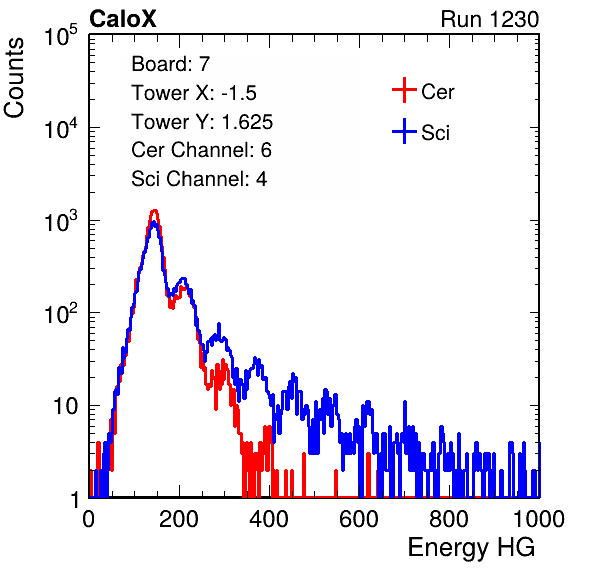 CaloX Run 1230
Board: 7
Tower X: -1.5
Tower Y: 1.625
Cer Channel: 6
Sci Channel: 4
Cer
Sci
Counts
10^5
10^4
10^3
10^2
10
1
0 200 400 600 800 1000
Energy HG